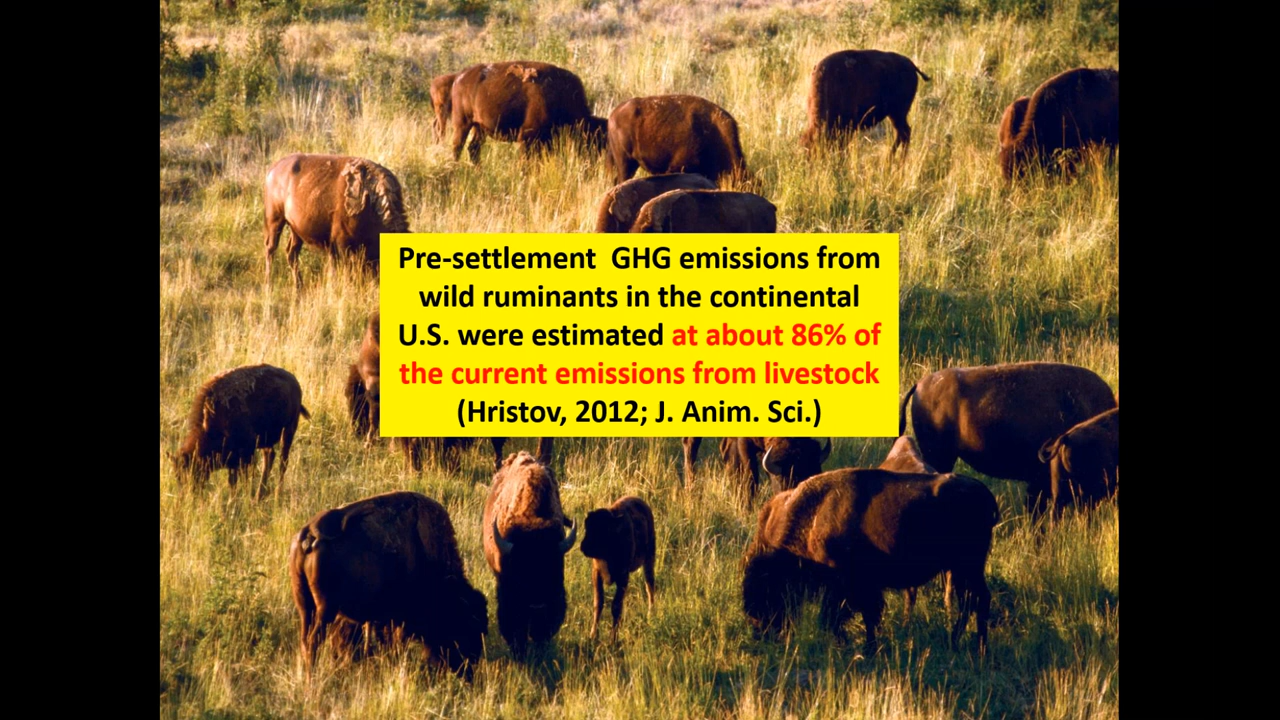 Pre-settlement  GHG emissions from
wild ruminants in the continental
U.S. were estimated at about 86% of
the current emissions from livestock
(Hristov, 2012; J. Anim. Sci.)